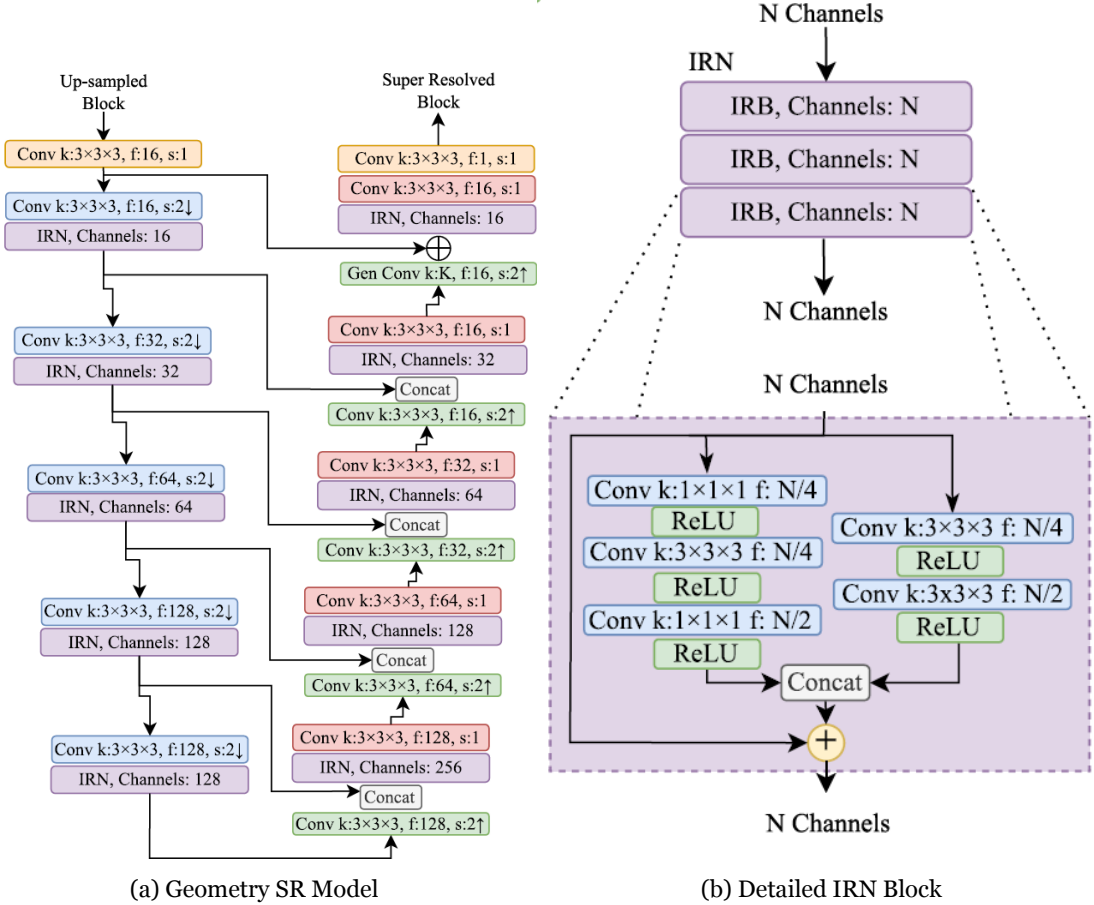 Up-sampled
Block
Conv k:3×3×3, f:16, s:1
Conv k:3×3×3, f:16, s:2↓
IRN, Channels: 16
Conv k:3×3×3, f:32, s:2↓
IRN, Channels: 32
Conv k:3×3×3, f:64, s:2↓
IRN, Channels: 64
Conv k:3×3×3, f:128, s:2↓
IRN, Channels: 128
Conv k:3×3×3, f:128, s:2↓
IRN, Channels: 128
Super Resolved
Block
Conv k:3×3×3, f:1, s:1
Conv k:3×3×3, f:16, s:1
IRN, Channels: 16
Gen Conv k:K, f:16, s:2↑
Conv k:3×3×3, f:16, s:1
IRN, Channels: 32
Concat
Conv k:3×3×3, f:16, s:2↑
Conv k:3×3×3, f:32, s:1
IRN, Channels: 64
Concat
Conv k:3×3×3, f:32, s:2↑
Conv k:3×3×3, f:64, s:1
IRN, Channels: 128
Concat
Conv k:3×3×3, f:64, s:2↑
Conv k:3×3×3, f:128, s:1
IRN, Channels: 256
Concat
Conv k:3×3×3, f:128, s:2↑
(a) Geometry SR Model
N Channels
IRN
IRB, Channels: N
IRB, Channels: N
IRB, Channels: N
N Channels
N Channels
Conv k:1×1×1 f: N/4
ReLU
Conv k:3×3×3 f: N/4
ReLU
Conv k:1×1×1 f: N/2
ReLU
Conv k:3×3×3 f: N/4
ReLU
Conv k:3x3×3 f: N/2
ReLU
Concat
+
N Channels
(b) Detailed IRN Block